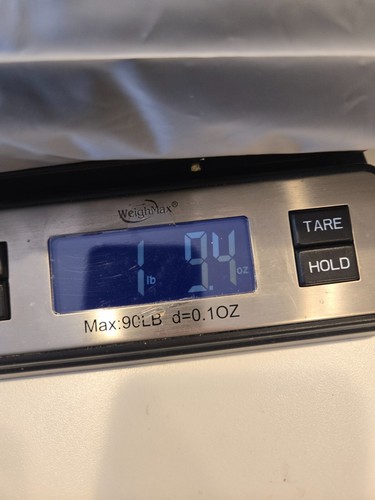 WeighMax®
TARE
1 lb 9.4 oz
HOLD
Max:90LB d=0.1OZ